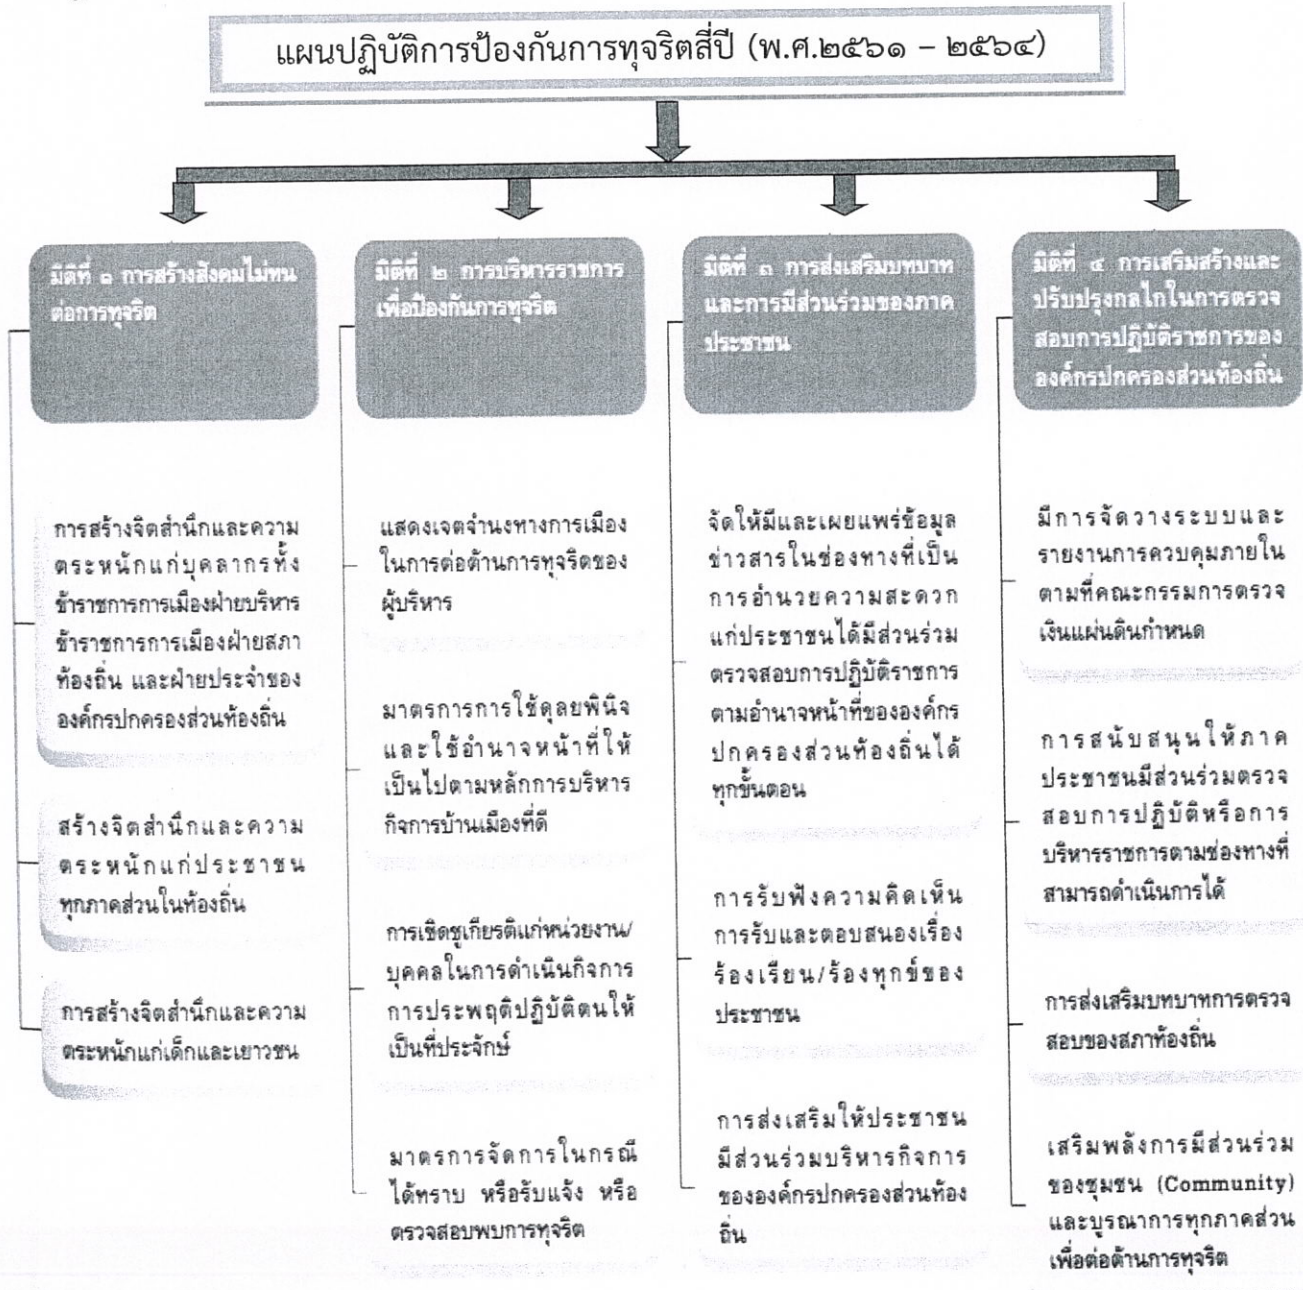 แผนปฏิบัติการป้องกันการทุจริตสี่ปี (พ.ศ.๒๕๖๑ – ๒๕๖๔)
มิติที่ ๑ การสร้างสังคมไม่ทน
ต่อการทุจริต
การสร้างจิตสำนึกและความ
ตระหนักแก่บุคลากรทั้ง
ข้าราชการการเมืองฝ่ายบริหาร
ข้าราชการการเมืองฝ่ายสภา
ท้องถิ่น และฝ่ายประจำของ
องค์กรปกครองส่วนท้องถิ่น
สร้างจิตสำนึกและความ
ตระหนักแก่ประชาชน
ทุกภาคส่วนในท้องถิ่น
การสร้างจิตสำนึกและความ
ตระหนักแก่เด็กและเยาวชน
มิติที่ ๒ การบริหารราชการ
เพื่อป้องกันการทุจริต
แสดงเจตจำนงทางการเมือง
ในการต่อต้านการทุจริตของ
ผู้บริหาร
มาตรการการใช้ดุลยพินิจ
และใช้อำนาจหน้าที่ให้
เป็นไปตามหลักการบริหาร
กิจการบ้านเมืองที่ดี
การเชิดชูเกียรติแก่หน่วยงาน/
บุคคลในการดำเนินกิจการ
การประพฤติปฏิบัติตนให้
เป็นที่ประจักษ์
มาตรการจัดการในกรณี
ได้ทราบ หรือรับแจ้ง หรือ
ตรวจสอบพบการทุจริต
มิติที่ ๓ การส่งเสริมบทบาท
และการมีส่วนร่วมของภาค
ประชาชน
จัดให้มีและเผยแพร่ข้อมูล
ข่าวสารในช่องทางที่เป็น
การอำนวยความสะดวก
แก่ประชาชนได้มีส่วนร่วม
ตรวจสอบการปฏิบัติราชการ
ตามอำนาจหน้าที่ขององค์กร
ปกครองส่วนท้องถิ่นได้
ทุกขั้นตอน
การรับฟังความคิดเห็น
การรับและตอบสนองเรื่อง
ร้องเรียน/ร้องทุกข์ของ
ประชาชน
การส่งเสริมให้ประชาชน
มีส่วนร่วมบริหารกิจการ
ขององค์กรปกครองส่วนท้อง
ถิ่น
มิติที่ ๔ การเสริมสร้างและ
ปรับปรุงกลไกในการตรวจ
สอบการปฏิบัติราชการของ
องค์กรปกครองส่วนท้องถิ่น
มีการจัดวางระบบและ
รายงานการควบคุมภายใน
ตามที่คณะกรรมการตรวจ
เงินแผ่นดินกำหนด
การสนับสนุนให้ภาค
ประชาชนมีส่วนร่วมตรวจ
สอบการปฏิบัติหรือการ
บริหารราชการตามช่องทางที่
สามารถดำเนินการได้
การส่งเสริมบทบาทการตรวจ
สอบของสภาท้องถิ่น
เสริมพลังการมีส่วนร่วม
ของชุมชน (Community)
และบูรณาการทุกภาคส่วน
เพื่อต่อต้านการทุจริต